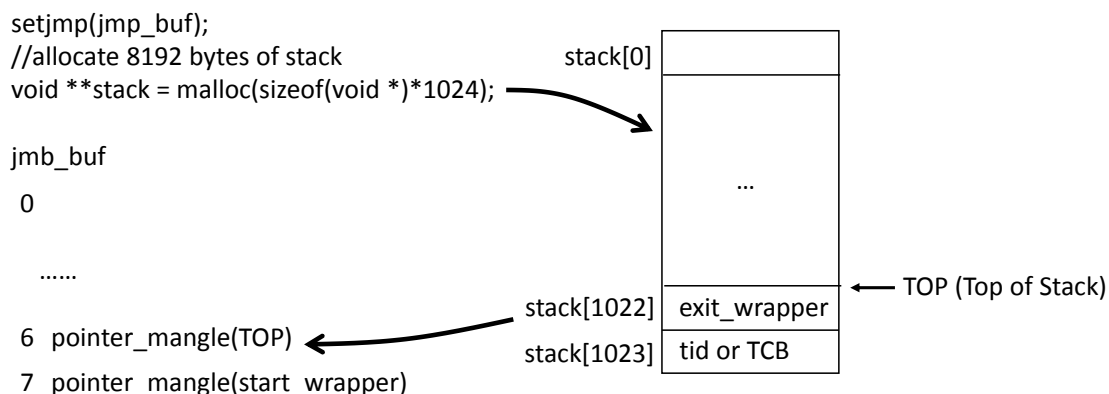 setjmp(jmp_buf);
//allocate 8192 bytes of stack
void **stack = malloc(sizeof(void *)*1024);
jmb_buf
0
......
6 pointer_mangle(TOP)
7 pointer_mangle(start_wrapper)
stack[0]
...
TOP (Top of Stack)
stack[1022] exit_wrapper
stack[1023] tid or TCB